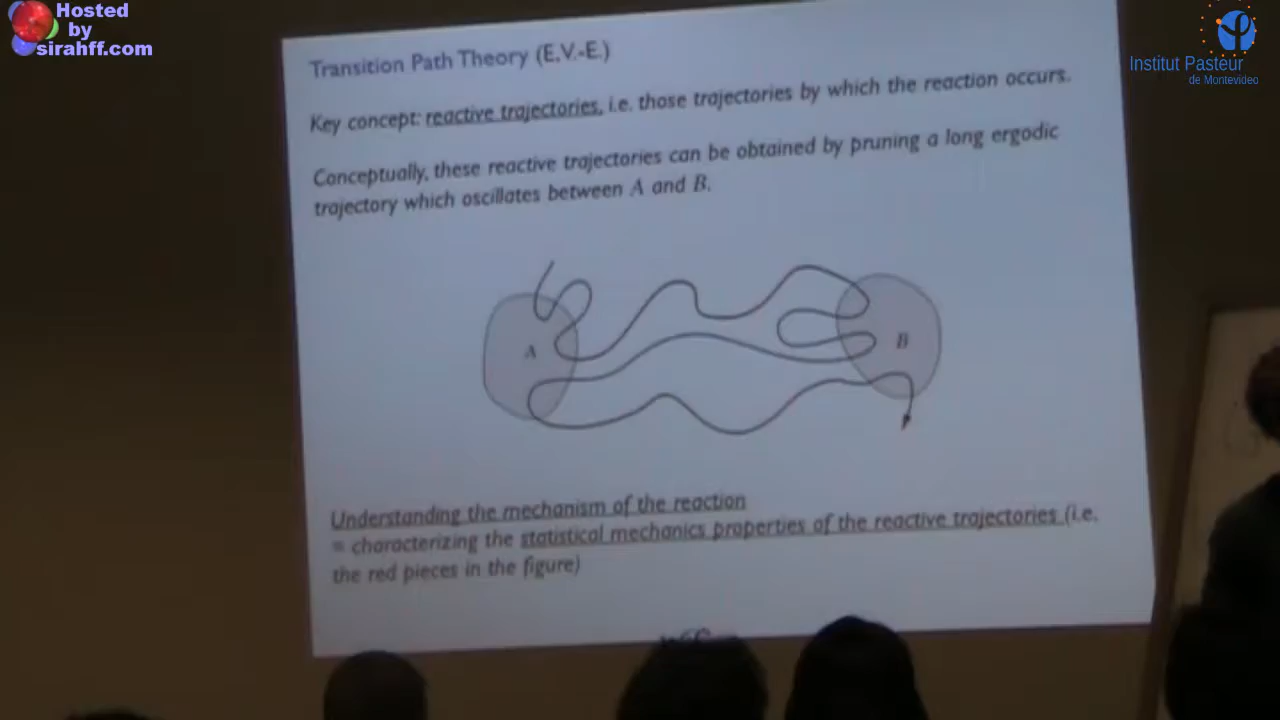 Hosted
by
sirahff.com
Institut Pasteur
de Montevideo
Transition Path Theory (E,V.-E.)
Key concept: reactive trajectories, i.e. those trajectories by which the reaction occurs.
Conceptually, these reactive trajectories can be obtained by pruning a long ergodic
trajectory which oscillates between A and B.
A
B
Understanding the mechanism of the reaction
= characterizing the statistical mechanics properties of the reactive trajectories (i.e.
the red pieces in the figure)